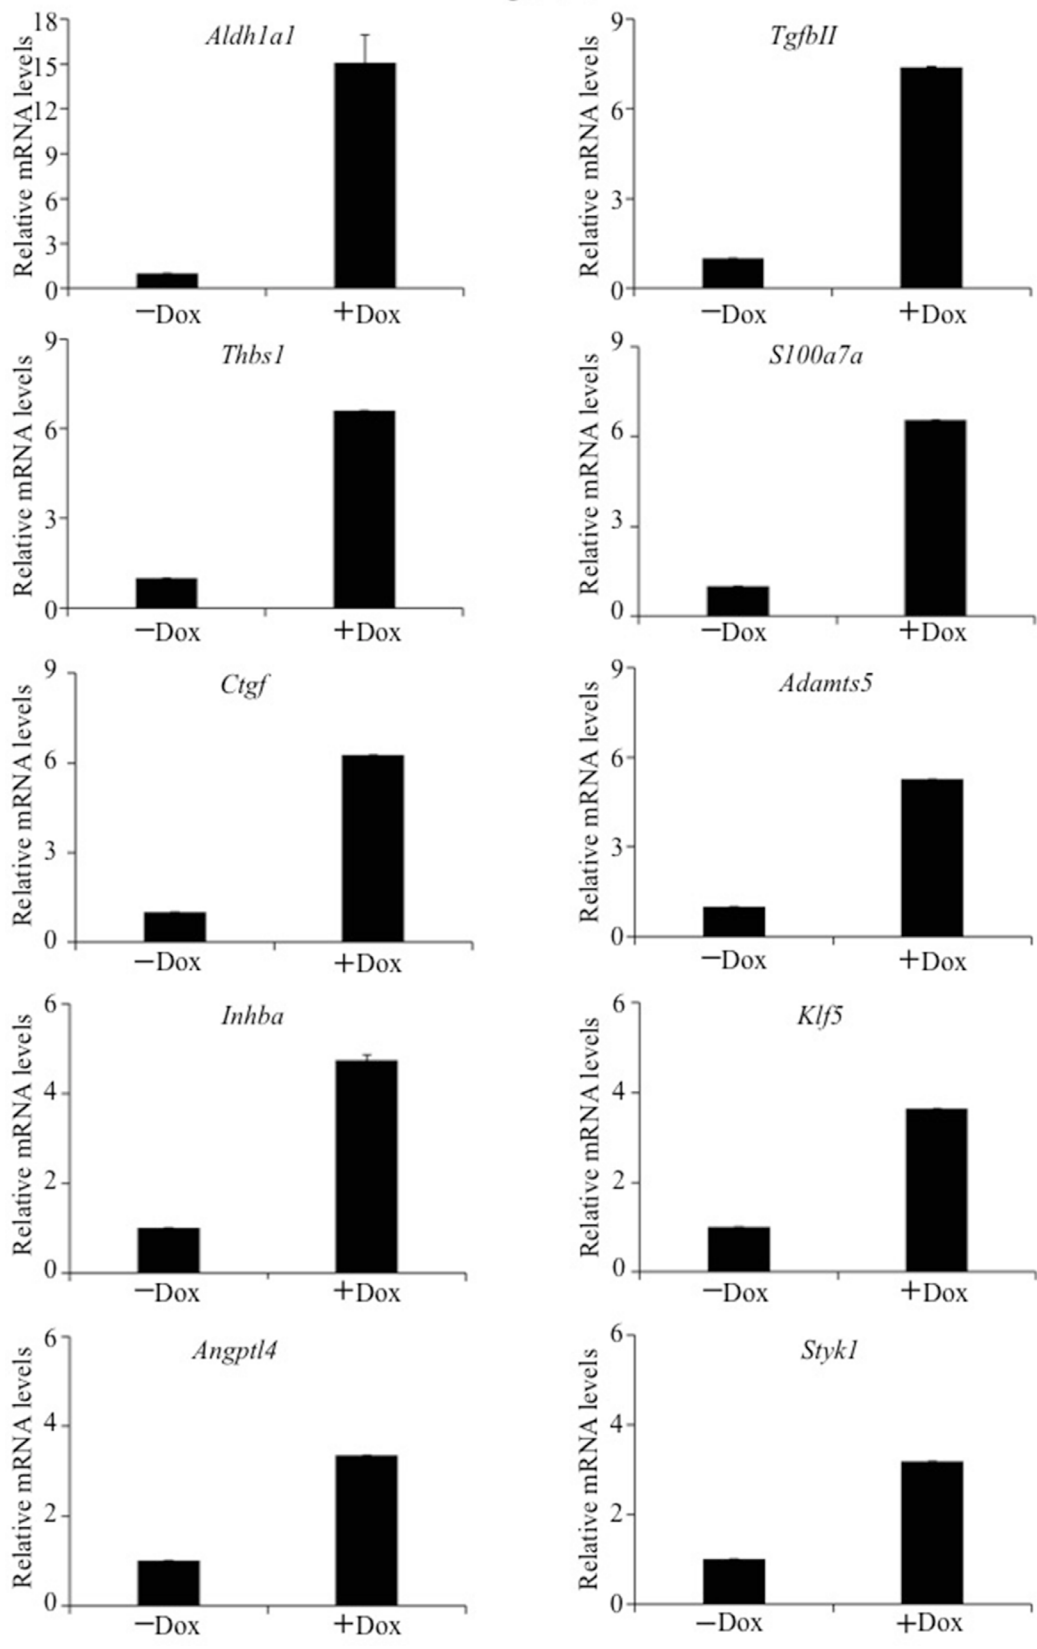 Aldh1a1
Relative mRNA levels
18
15
12
9
6
3
0
−Dox +Dox
TgfbII
Relative mRNA levels
9
6
3
0
−Dox +Dox
Thbs1
Relative mRNA levels
9
6
3
0
−Dox +Dox
S100a7a
Relative mRNA levels
9
6
3
0
−Dox +Dox
Ctgf
Relative mRNA levels
9
6
3
0
−Dox +Dox
Adamts5
Relative mRNA levels
9
6
3
0
−Dox +Dox
Inhba
Relative mRNA levels
6
4
2
0
−Dox +Dox
Klf5
Relative mRNA levels
6
4
2
0
−Dox +Dox
Angptl4
Relative mRNA levels
6
4
2
0
−Dox +Dox
Styk1
Relative mRNA levels
6
4
2
0
−Dox +Dox